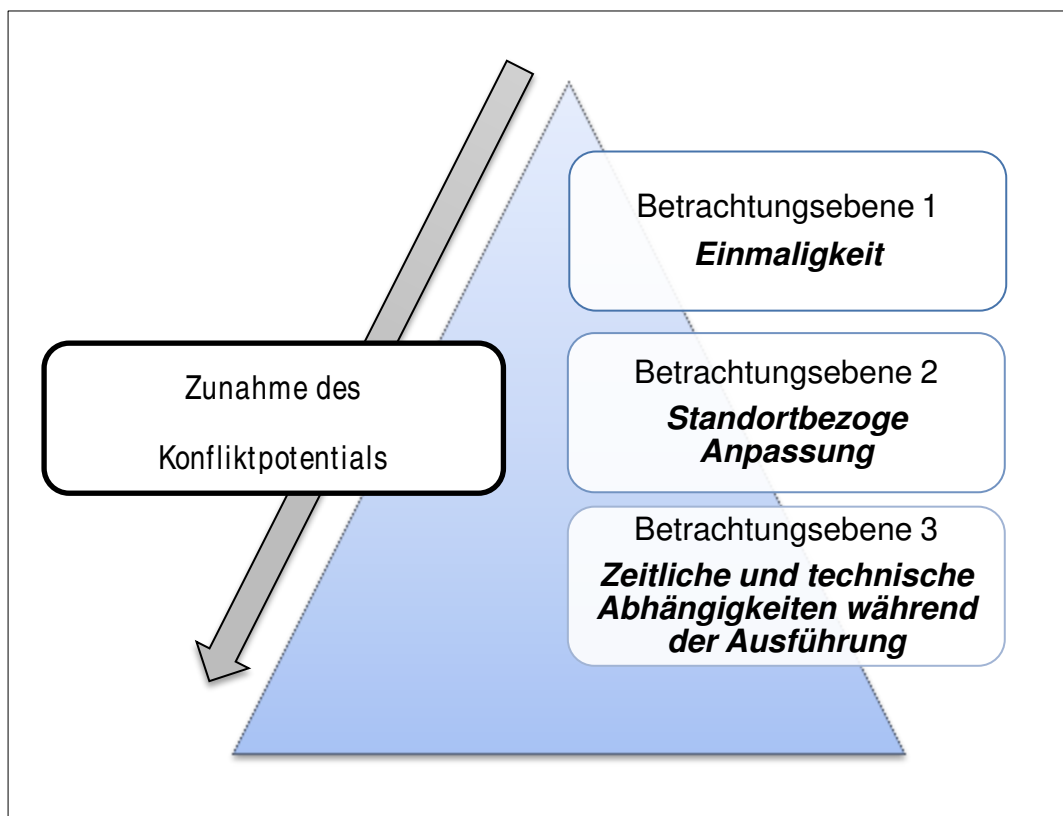 Betrachtungsebene 1
Einmaligkeit
Zunahme des
Konfliktpotentials
Betrachtungsebene 2
Standortbezoge
Anpassung
Betrachtungsebene 3
Zeitliche und technische
Abhängigkeiten während
der Ausführung